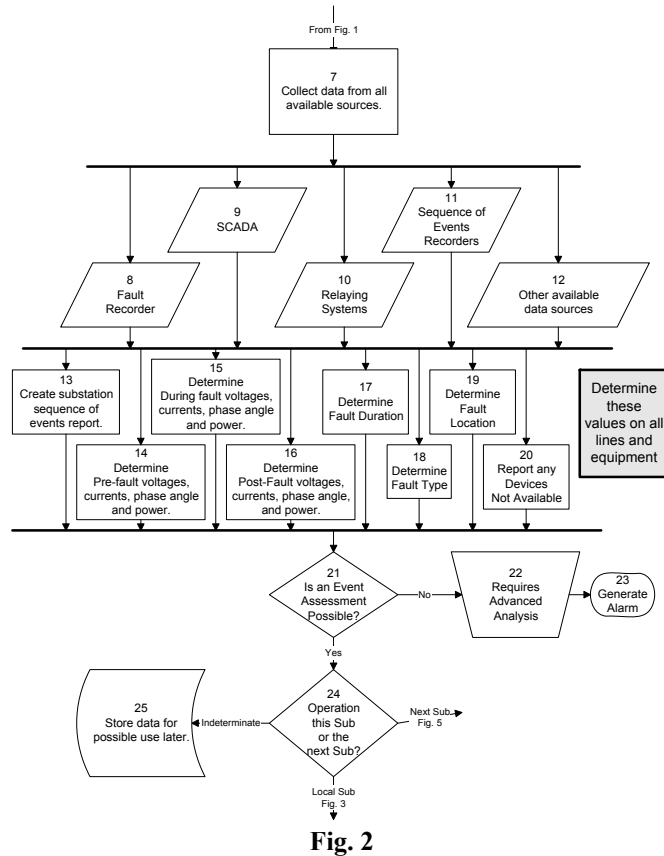 From Fig. 1
7
Collect data from all
available sources.
9
SCADA
11
Sequence of
Events
Recorders
8
Fault
Recorder
10
Relaying
Systems
12
Other available
data sources
13
Create substation
sequence of
events report.
15
Determine
During fault voltages,
currents, phase angle
and power.
17
Determine
Fault Duration
19
Determine
Fault
Location
Determine
these
values on all
lines and
equipment
14
Determine
Pre-fault voltages,
currents, phase angle
and power.
16
Determine
Post-Fault voltages,
currents, phase angle,
and power.
18
Determine
Fault Type
20
Report any
Devices
Not Available
21
Is an Event
Assessment
Possible?
No
22
Requires
Advanced
Analysis
23
Generate
Alarm
Yes
25
Store data for
possible use later.
Indeterminate
24
Operation
this Sub
or the
next Sub?
Next Sub
Fig. 5
Local Sub
Fig. 3
Fig. 2